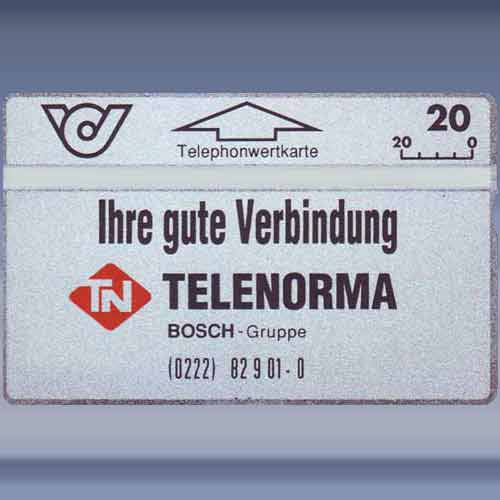 20
20 0
Telephonwertkarte
Ihre gute Verbindung
TN TELENORMA
BOSCH - Gruppe
(0222) 82 9 01 - 0